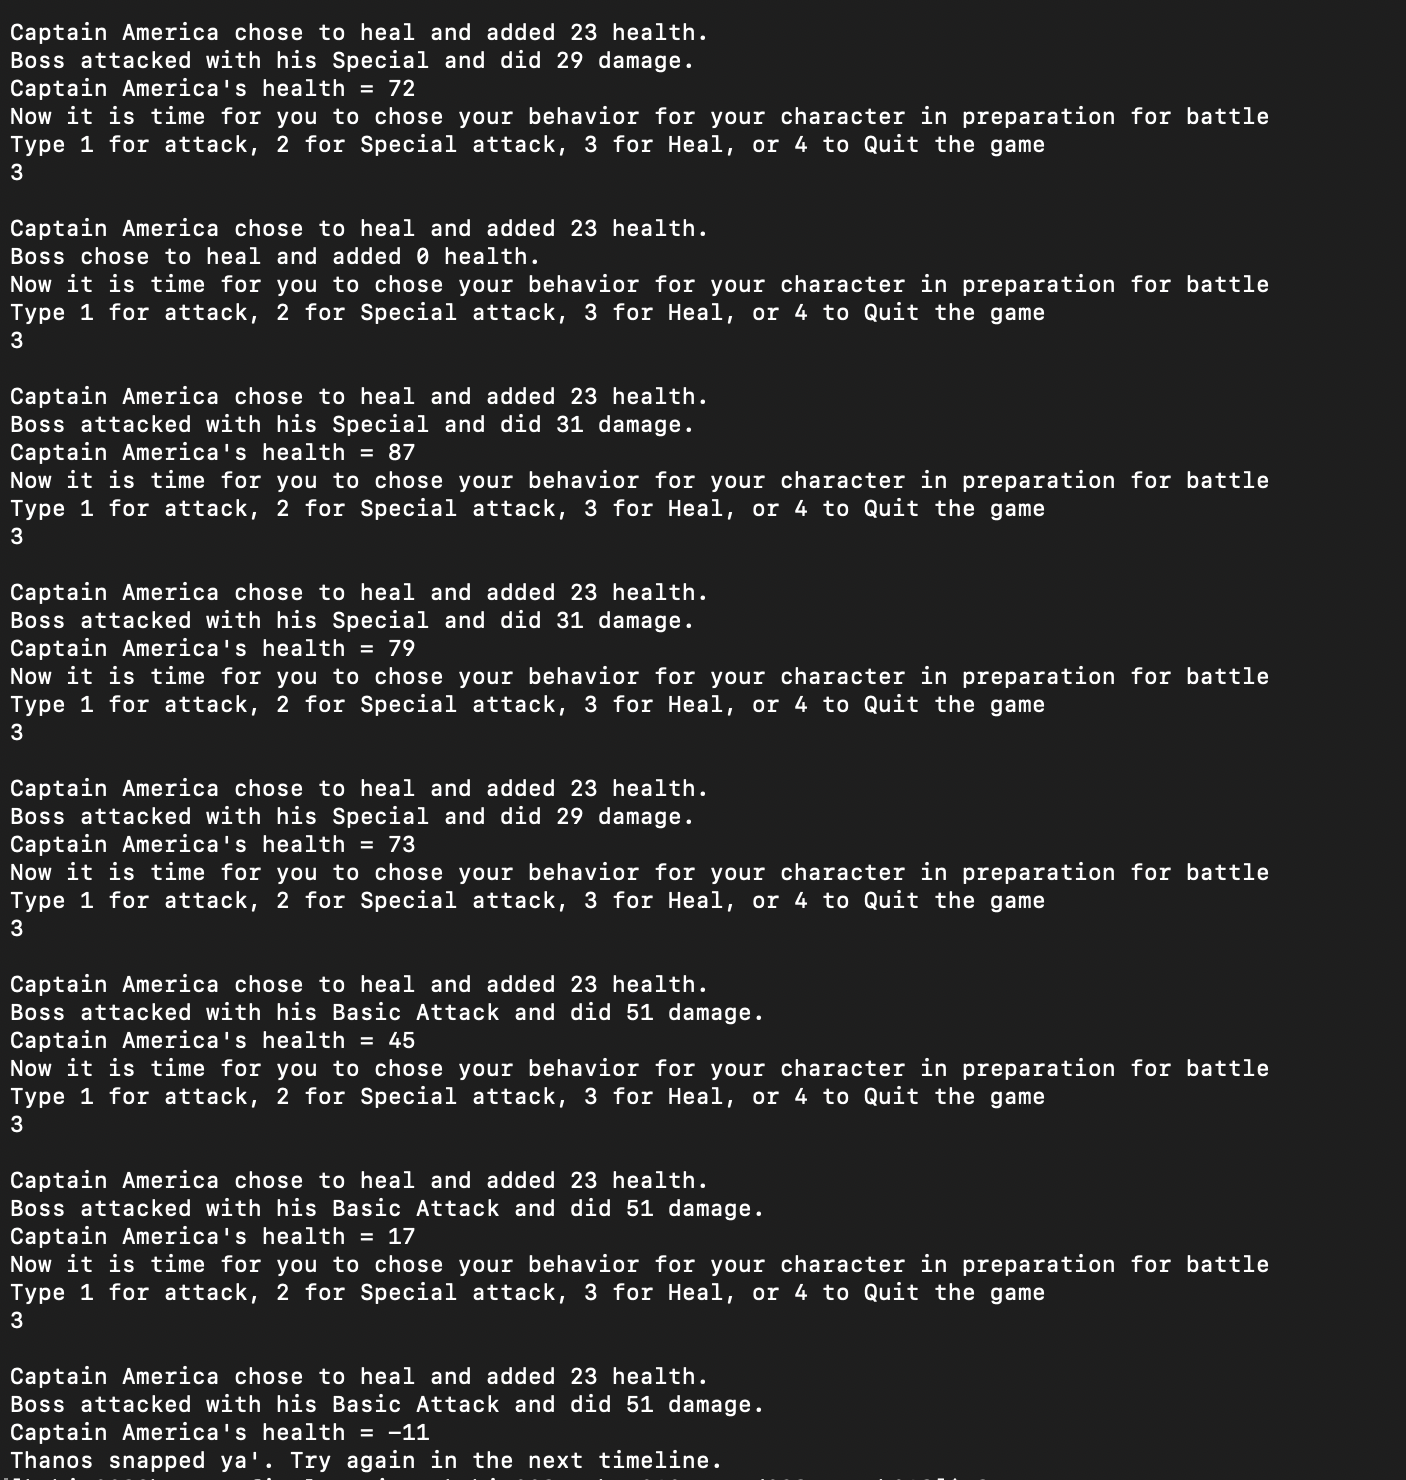 Captain America chose to heal and added 23 health.
Boss attacked with his Special and did 29 damage.
Captain America's health = 72
Now it is time for you to chose your behavior for your character in preparation for battle
Type 1 for attack, 2 for Special attack, 3 for Heal, or 4 to Quit the game
3
Captain America chose to heal and added 23 health.
Boss chose to heal and added 0 health.
Now it is time for you to chose your behavior for your character in preparation for battle
Type 1 for attack, 2 for Special attack, 3 for Heal, or 4 to Quit the game
3
Captain America chose to heal and added 23 health.
Boss attacked with his Special and did 31 damage.
Captain America's health = 87
Now it is time for you to chose your behavior for your character in preparation for battle
Type 1 for attack, 2 for Special attack, 3 for Heal, or 4 to Quit the game
3
Captain America chose to heal and added 23 health.
Boss attacked with his Special and did 31 damage.
Captain America's health = 79
Now it is time for you to chose your behavior for your character in preparation for battle
Type 1 for attack, 2 for Special attack, 3 for Heal, or 4 to Quit the game
3
Captain America chose to heal and added 23 health.
Boss attacked with his Special and did 29 damage.
Captain America's health = 73
Now it is time for you to chose your behavior for your character in preparation for battle
Type 1 for attack, 2 for Special attack, 3 for Heal, or 4 to Quit the game
3
Captain America chose to heal and added 23 health.
Boss attacked with his Basic Attack and did 51 damage.
Captain America's health = 45
Now it is time for you to chose your behavior for your character in preparation for battle
Type 1 for attack, 2 for Special attack, 3 for Heal, or 4 to Quit the game
3
Captain America chose to heal and added 23 health.
Boss attacked with his Basic Attack and did 51 damage.
Captain America's health = 17
Now it is time for you to chose your behavior for your character in preparation for battle
Type 1 for attack, 2 for Special attack, 3 for Heal, or 4 to Quit the game
3
Captain America chose to heal and added 23 health.
Boss attacked with his Basic Attack and did 51 damage.
Captain America's health = -11
Thanos snapped ya'. Try again in the next timeline.